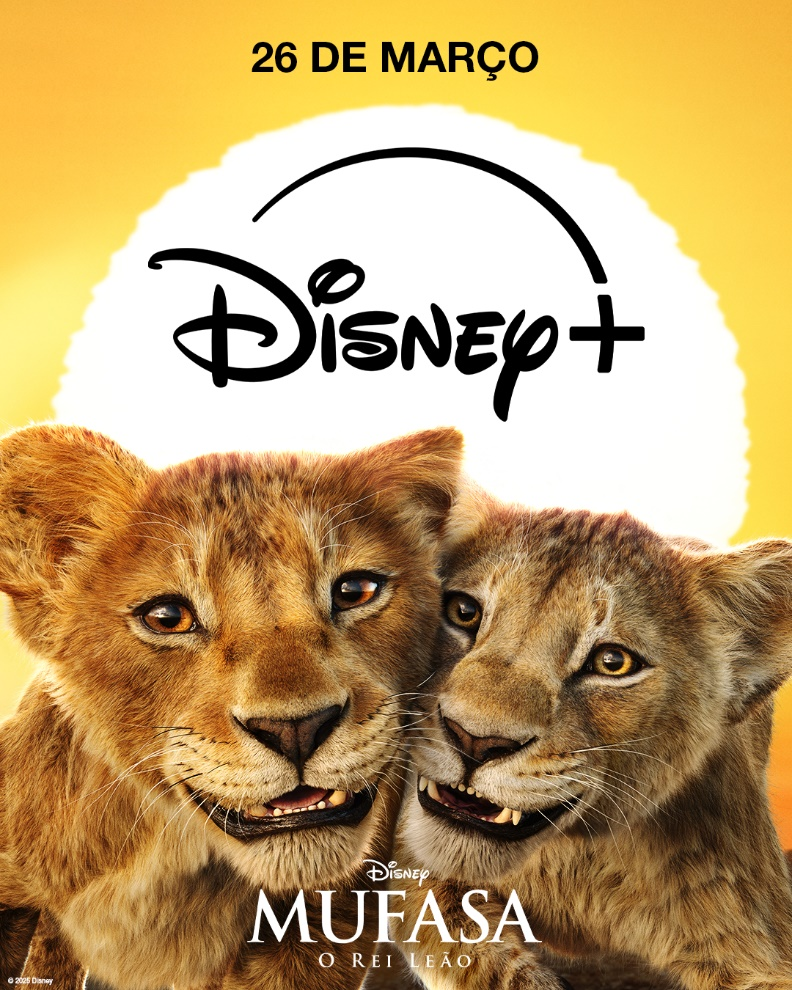 26 DE MARÇO
Disney+
Disney
MUFASA
O REI LEÃO
© 2025 Disney